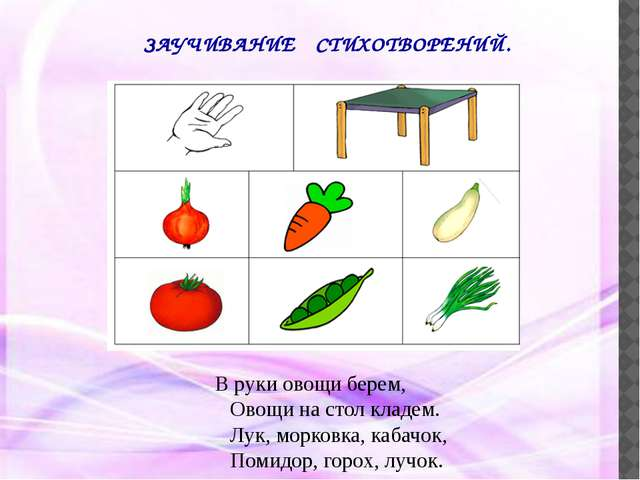 ЗАУЧИВАНИЕ СТИХОТВОРЕНИЙ.
В руки овощи берем,
Овощи на стол кладем.
Лук, морковка, кабачок,
Помидор, горох, лучок.